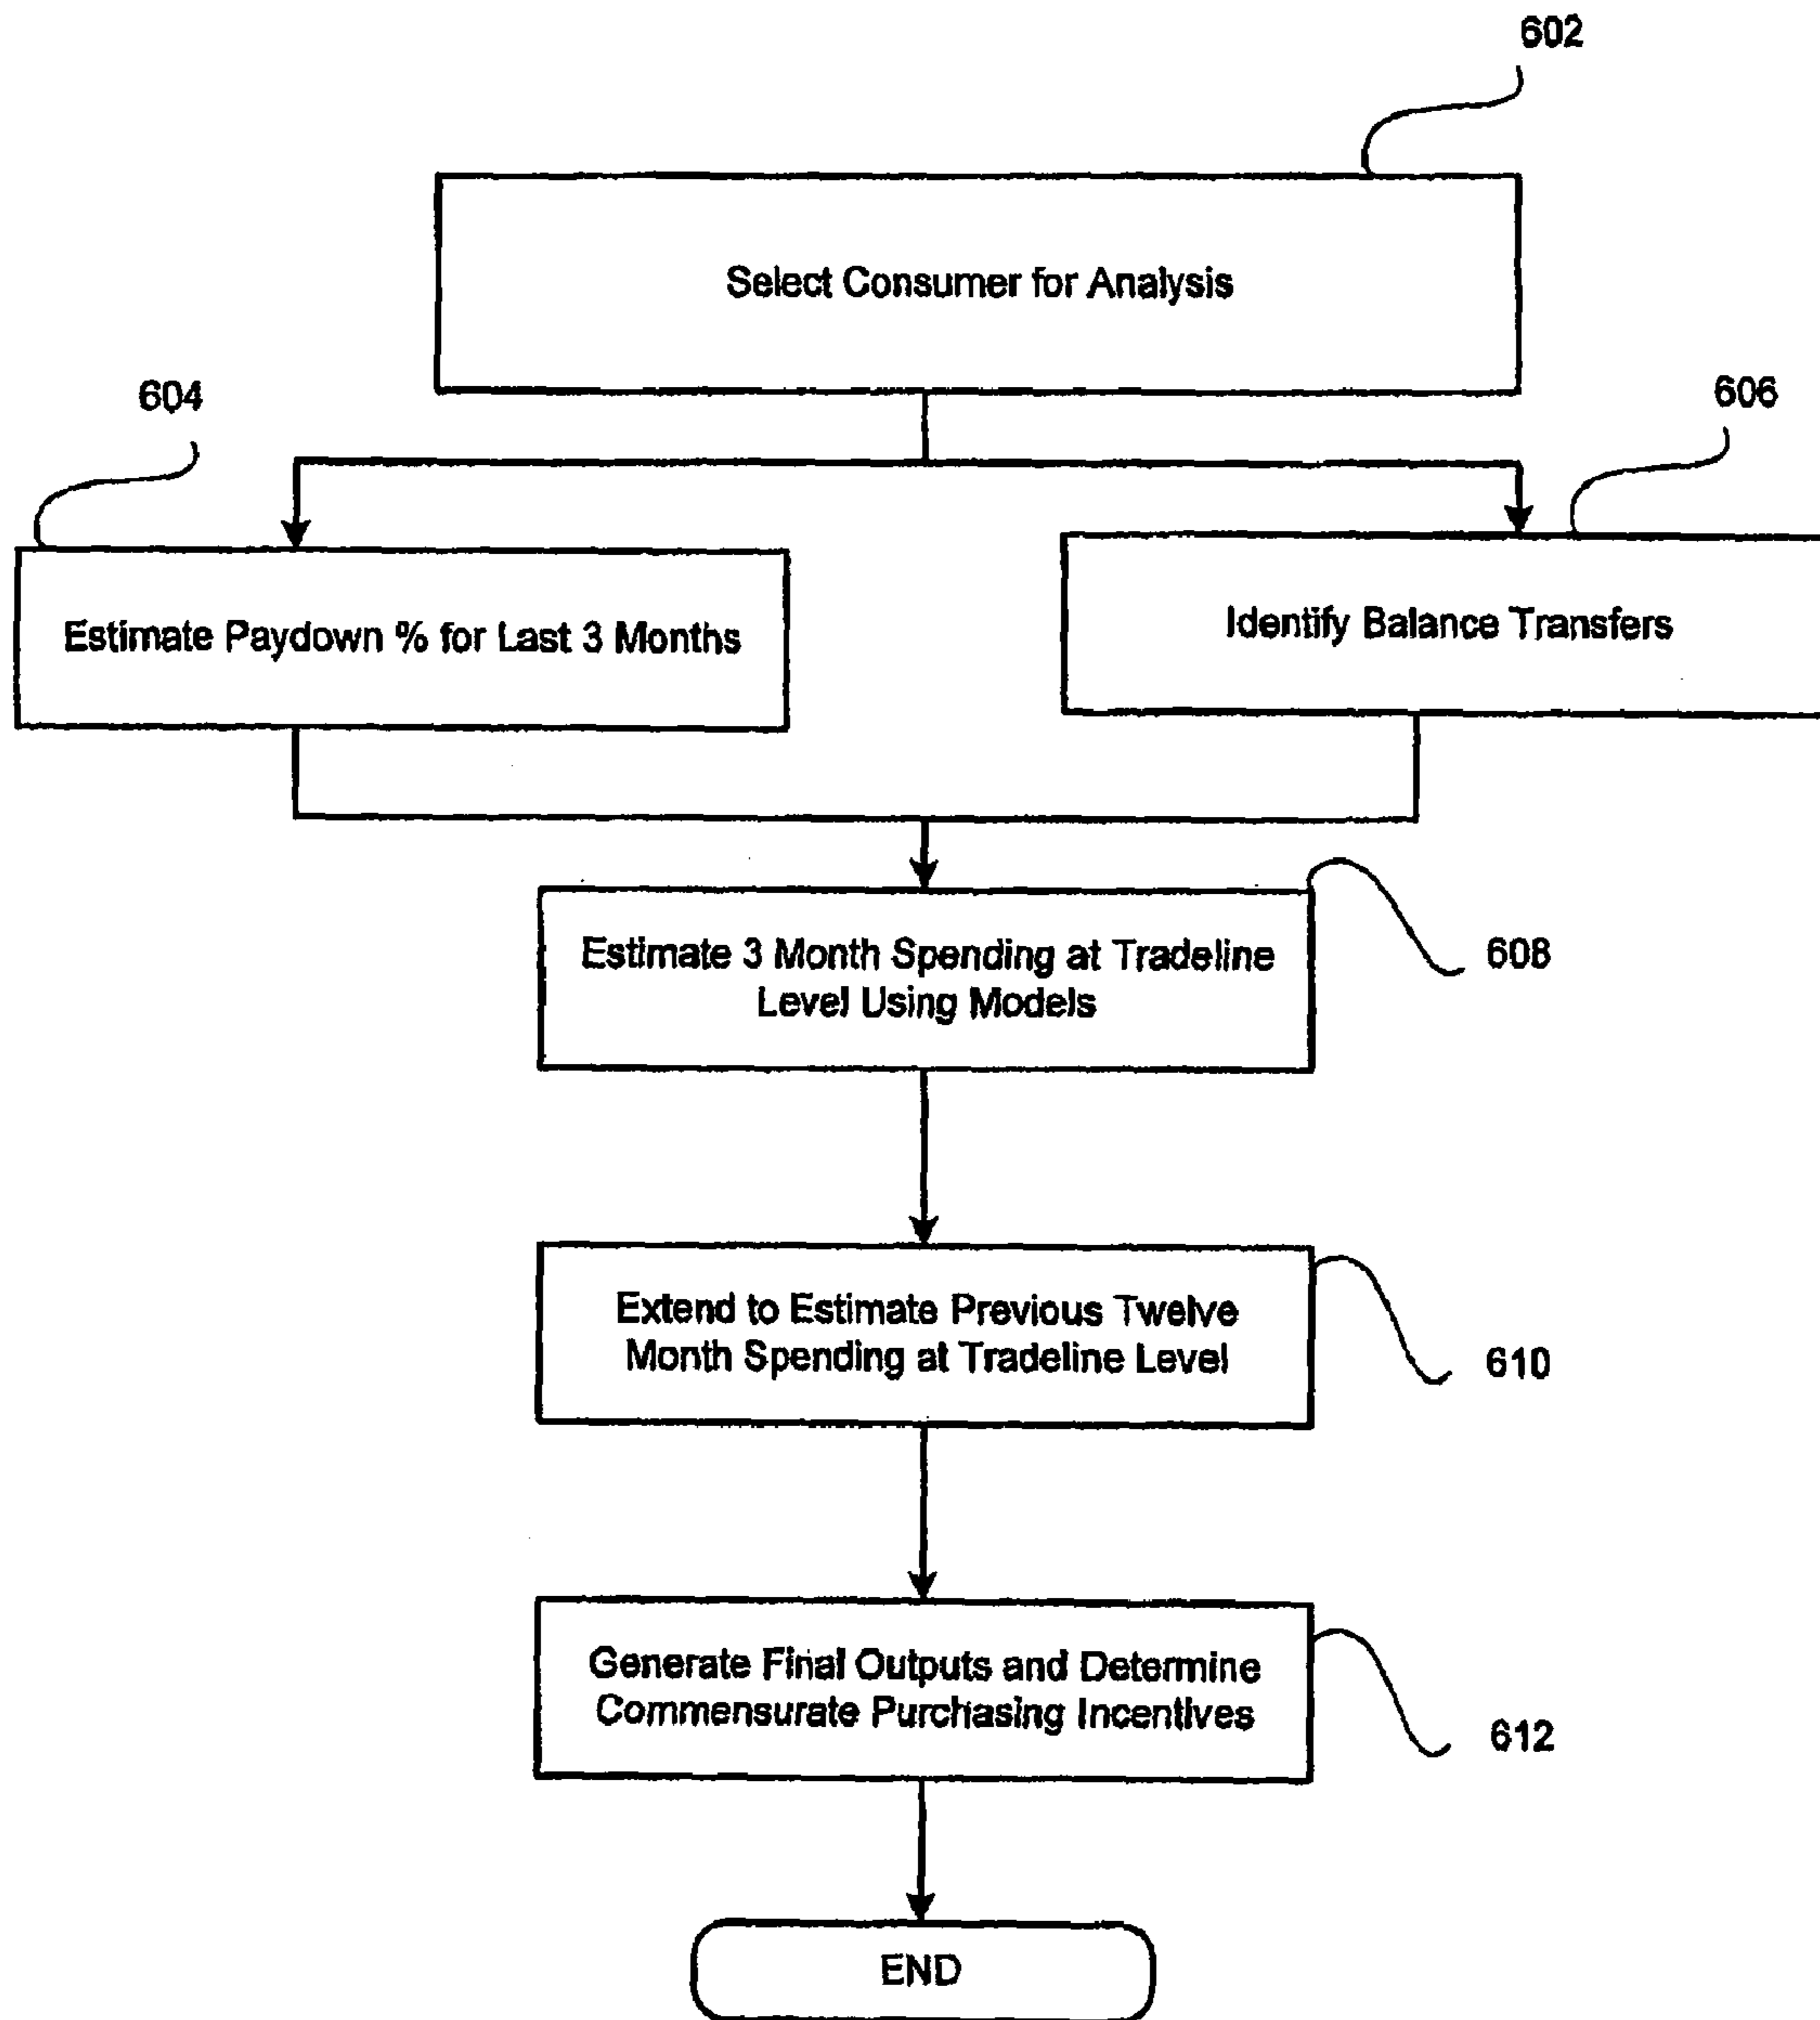 602
Select Consumer for Analysis
604
606
Estimate Paydown % for Last 3 Months
Identify Balance Transfers
Estimate 3 Month Spending at Tradeline
Level Using Models
608
Extend to Estimate Previous Twelve
Month Spending at Tradeline Level
610
Generate Final Outputs and Determine
Commensurate Purchasing Incentives
612
END